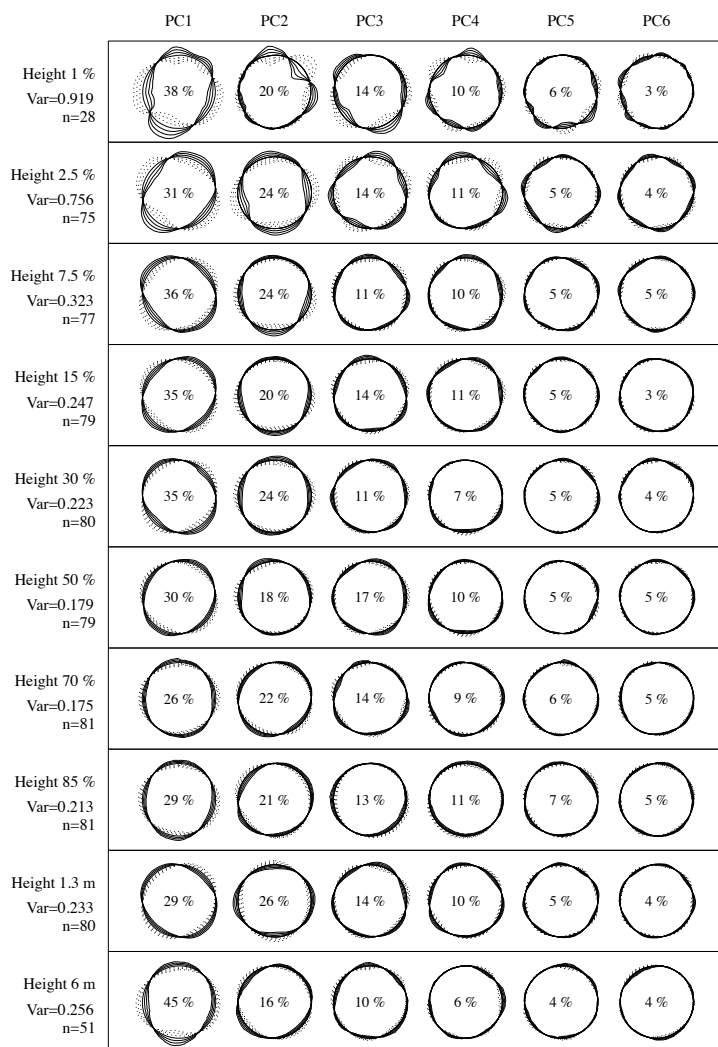 PC1 PC2 PC3 PC4 PC5 PC6
Height 1 %
Var=0.919
n=28
38 % 20 % 14 % 10 % 6 % 3 %
Height 2.5 %
Var=0.756
n=75
31 % 24 % 14 % 11 % 5 % 4 %
Height 7.5 %
Var=0.323
n=77
36 % 24 % 11 % 10 % 5 % 5 %
Height 15 %
Var=0.247
n=79
35 % 20 % 14 % 11 % 5 % 3 %
Height 30 %
Var=0.223
n=80
35 % 24 % 11 % 7 % 5 % 4 %
Height 50 %
Var=0.179
n=79
30 % 18 % 17 % 10 % 5 % 5 %
Height 70 %
Var=0.175
n=81
26 % 22 % 14 % 9 % 6 % 5 %
Height 85 %
Var=0.213
n=81
29 % 21 % 13 % 11 % 7 % 5 %
Height 1.3 m
Var=0.233
n=80
29 % 26 % 14 % 10 % 5 % 4 %
Height 6 m
Var=0.256
n=51
45 % 16 % 10 % 6 % 4 % 4 %